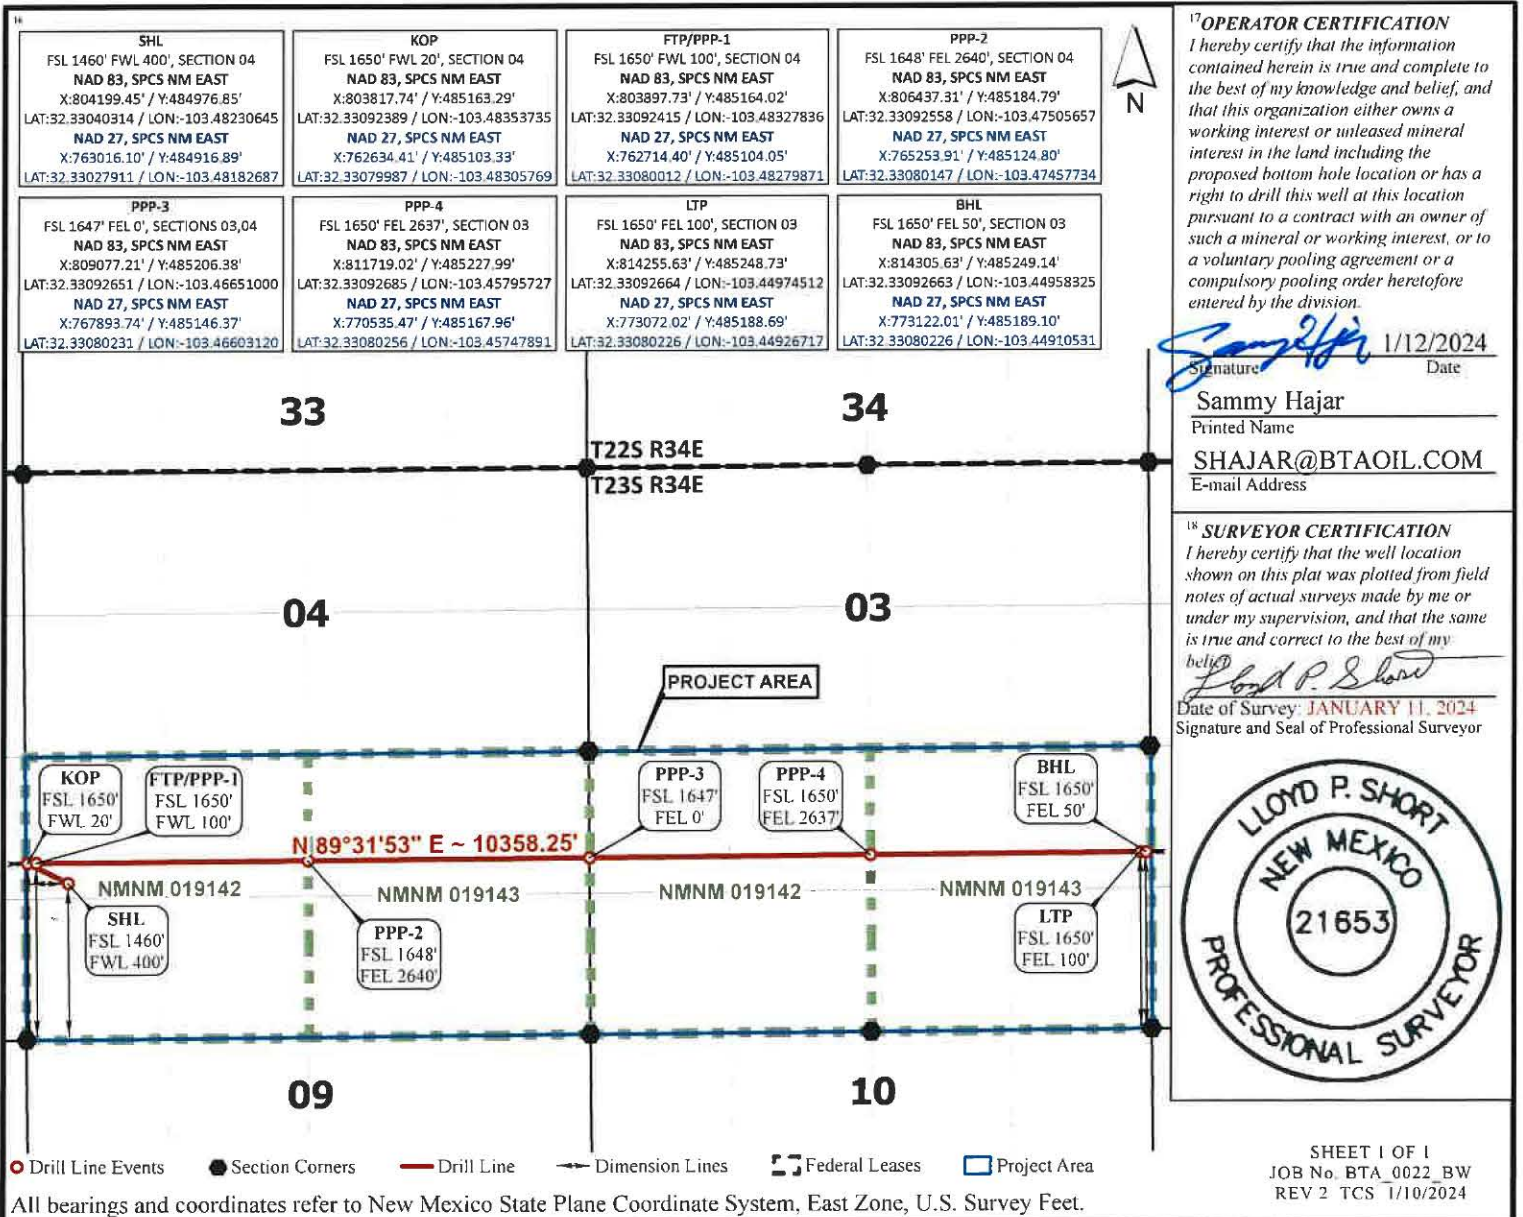 16
SHL
FSL 1460' FWL 400', SECTION 04
NAD 83, SPCS NM EAST
X:804199.45' / Y:484976.85'
LAT:32.33040314 / LON:-103.48230645
NAD 27, SPCS NM EAST
X:763016.10' / Y:484916.89'
LAT:32.33027911 / LON:-103.48182687
KOP
FSL 1650' FWL 20', SECTION 04
NAD 83, SPCS NM EAST
X:803817.74' / Y:485163.29'
LAT:32.33092389 / LON:-103.48353735
NAD 27, SPCS NM EAST
X:762634.41' / Y:485103.33'
LAT:32.33079987 / LON:-103.48305769
FTP/PPP-1
FSL 1650' FWL 100', SECTION 04
NAD 83, SPCS NM EAST
X:803897.73' / Y:485164.02'
LAT:32.33092415 / LON:-103.48327836
NAD 27, SPCS NM EAST
X:762714.40' / Y:485104.05'
LAT:32.33080012 / LON:-103.48279871
PPP-2
FSL 1648' FEL 2640', SECTION 04
NAD 83, SPCS NM EAST
X:806437.31' / Y:485184.79'
LAT:32.33092558 / LON:-103.47505657
NAD 27, SPCS NM EAST
X:765253.91' / Y:485124.80'
LAT:32.33080147 / LON:-103.47457734
PPP-3
FSL 1647' FEL 0', SECTIONS 03,04
NAD 83, SPCS NM EAST
X:809077.21' / Y:485206.38'
LAT:32.33092651 / LON:-103.46651000
NAD 27, SPCS NM EAST
X:767893.74' / Y:485146.37'
LAT:32.33080231 / LON:-103.46603120
PPP-4
FSL 1650' FEL 2637', SECTION 03
NAD 83, SPCS NM EAST
X:811719.02' / Y:485227.99'
LAT:32.33092685 / LON:-103.45795727
NAD 27, SPCS NM EAST
X:770535.47' / Y:485167.96'
LAT:32.33080256 / LON:-103.45747891
LTP
FSL 1650' FEL 100', SECTION 03
NAD 83, SPCS NM EAST
X:814255.63' / Y:485248.73'
LAT:32.33092664 / LON:-103.44974512
NAD 27, SPCS NM EAST
X:773072.02' / Y:485188.69'
LAT:32.33080226 / LON:-103.44926717
BHL
FSL 1650' FEL 50', SECTION 03
NAD 83, SPCS NM EAST
X:814305.63' / Y:485249.14'
LAT:32.33092663 / LON:-103.44958325
NAD 27, SPCS NM EAST
X:773122.01' / Y:485189.10'
LAT:32.33080226 / LON:-103.44910531
N
33
34
T22S R34E
T23S R34E
04
03
PROJECT AREA
KOP
FSL 1650'
FWL 20'
FTP/PPP-1
FSL 1650'
FWL 100'
PPP-3
FSL 1647'
FEL 0'
PPP-4
FSL 1650'
FEL 2637'
BHL
FSL 1650'
FEL 50'
N 89°31'53" E ~ 10358.25'
NMNM 019142
NMNM 019143
NMNM 019142
NMNM 019143
SHL
FSL 1460'
FWL 400'
PPP-2
FSL 1648'
FEL 2640'
LTP
FSL 1650'
FEL 100'
09
10
Drill Line Events
Section Corners
Drill Line
Dimension Lines
Federal Leases
Project Area
All bearings and coordinates refer to New Mexico State Plane Coordinate System, East Zone, U.S. Survey Feet.
17 OPERATOR CERTIFICATION
I hereby certify that the information
contained herein is true and complete to
the best of my knowledge and belief, and
that this organization either owns a
working interest or unleased mineral
interest in the land including the
proposed bottom hole location or has a
right to drill this well at this location
pursuant to a contract with an owner of
such a mineral or working interest, or to
a voluntary pooling agreement or a
compulsory pooling order heretofore
entered by the division.
Sammy Hajar 1/12/2024
Signature Date
Sammy Hajar
Printed Name
SHAJAR@BTAOIL.COM
E-mail Address
18 SURVEYOR CERTIFICATION
I hereby certify that the well location
shown on this plat was plotted from field
notes of actual surveys made by me or
under my supervision, and that the same
is true and correct to the best of my
belief.
Lloyd P. Short
Date of Survey: JANUARY 11, 2024
Signature and Seal of Professional Surveyor
LLOYD P. SHORT
NEW MEXICO
21653
PROFESSIONAL SURVEYOR
SHEET 1 OF 1
JOB No. BTA_0022_BW
REV 2 TCS 1/10/2024